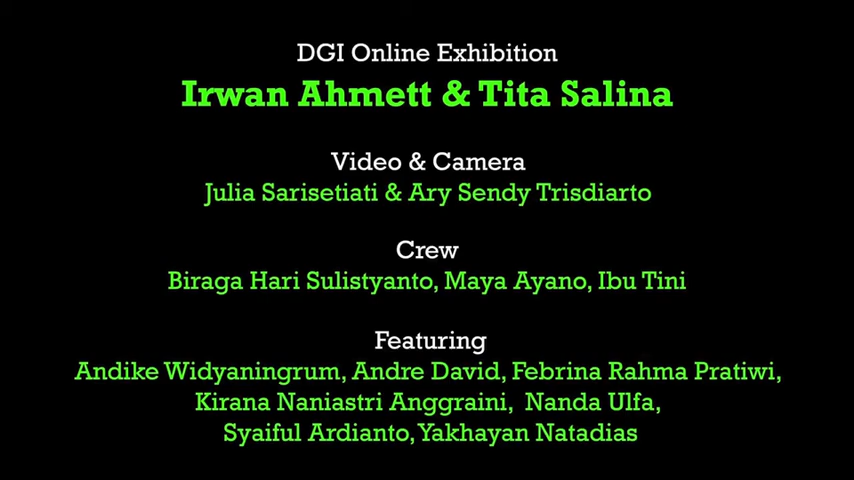 DGI Online Exhibition
Irwan Ahmett & Tita Salina
Video & Camera
Julia Sarisetiati & Ary Sendy Trisdiarto
Crew
Biraga Hari Sulistyanto, Maya Ayano, Ibu Tini
Featuring
Andike Widyaningrum, Andre David, Febrina Rahma Pratiwi,
Kirana Naniastri Anggraini, Nanda Ulfa,
Syaiful Ardianto, Yakhayan Natadias